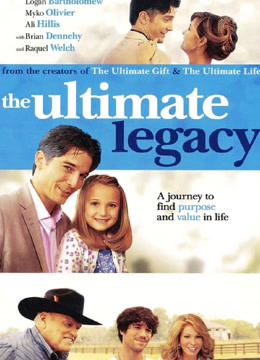 Logan Bartholomew
Myko Olivier
Ali Hillis
with Brian Dennehy
and Raquel Welch
from the creators of The Ultimate Gift & The Ultimate Life
the ultimate
legacy
A journey to
find purpose
and value in life